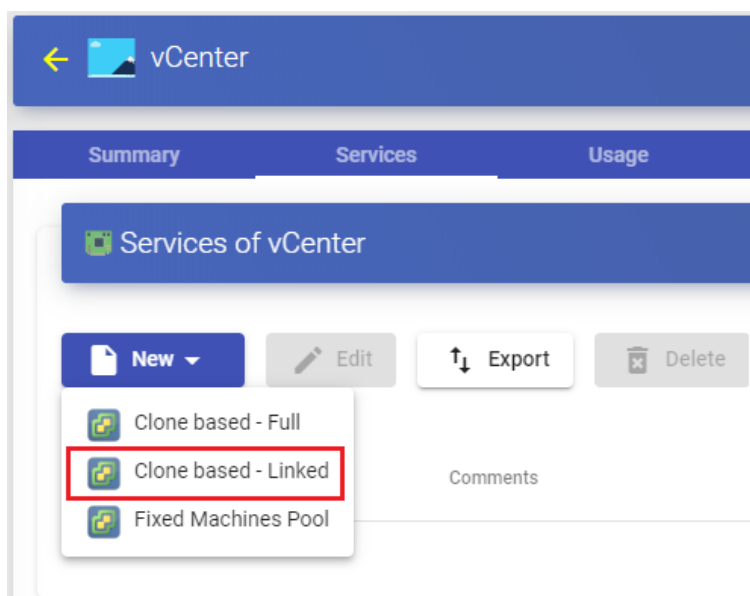 vCenter
Summary Services Usage
Services of vCenter
New Edit Export Delete
Clone based - Full
Clone based - Linked
Comments
Fixed Machines Pool